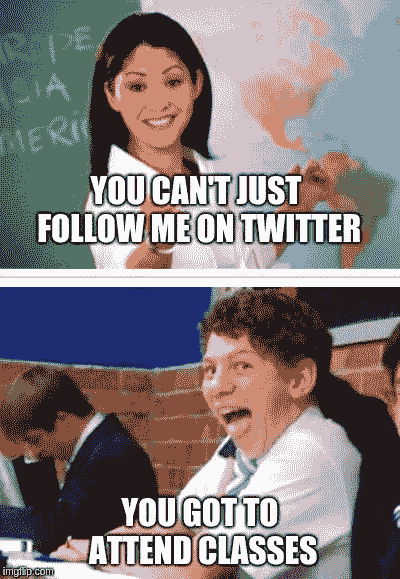 YOU CAN'T JUST
FOLLOW ME ON TWITTER
YOU GOT TO
ATTEND CLASSES
imgflip.com